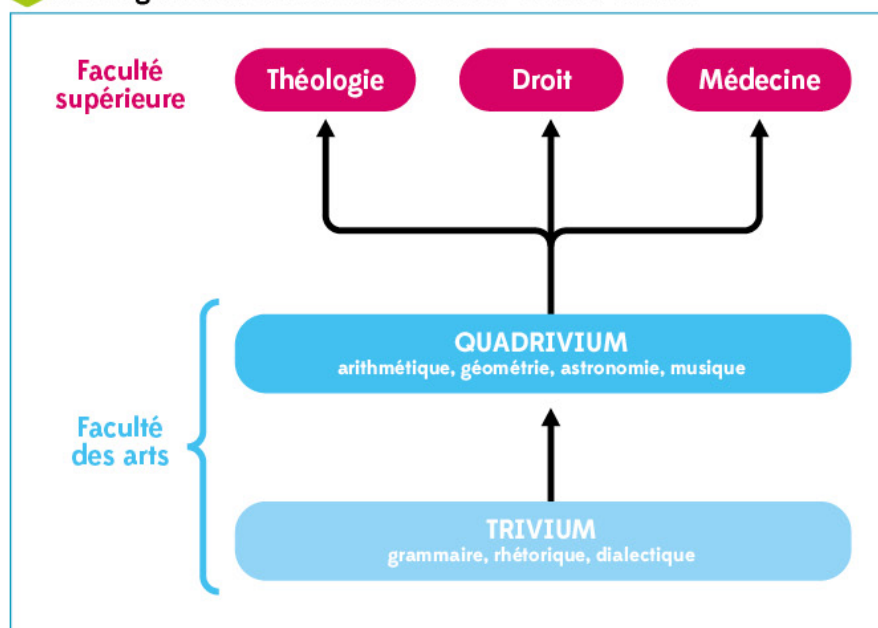 Faculté
supérieure
Théologie
Droit
Médecine
QUADRIVIUM
arithmétique, géométrie, astronomie, musique
Faculté
des arts
TRIVIUM
grammaire, rhétorique, dialectique